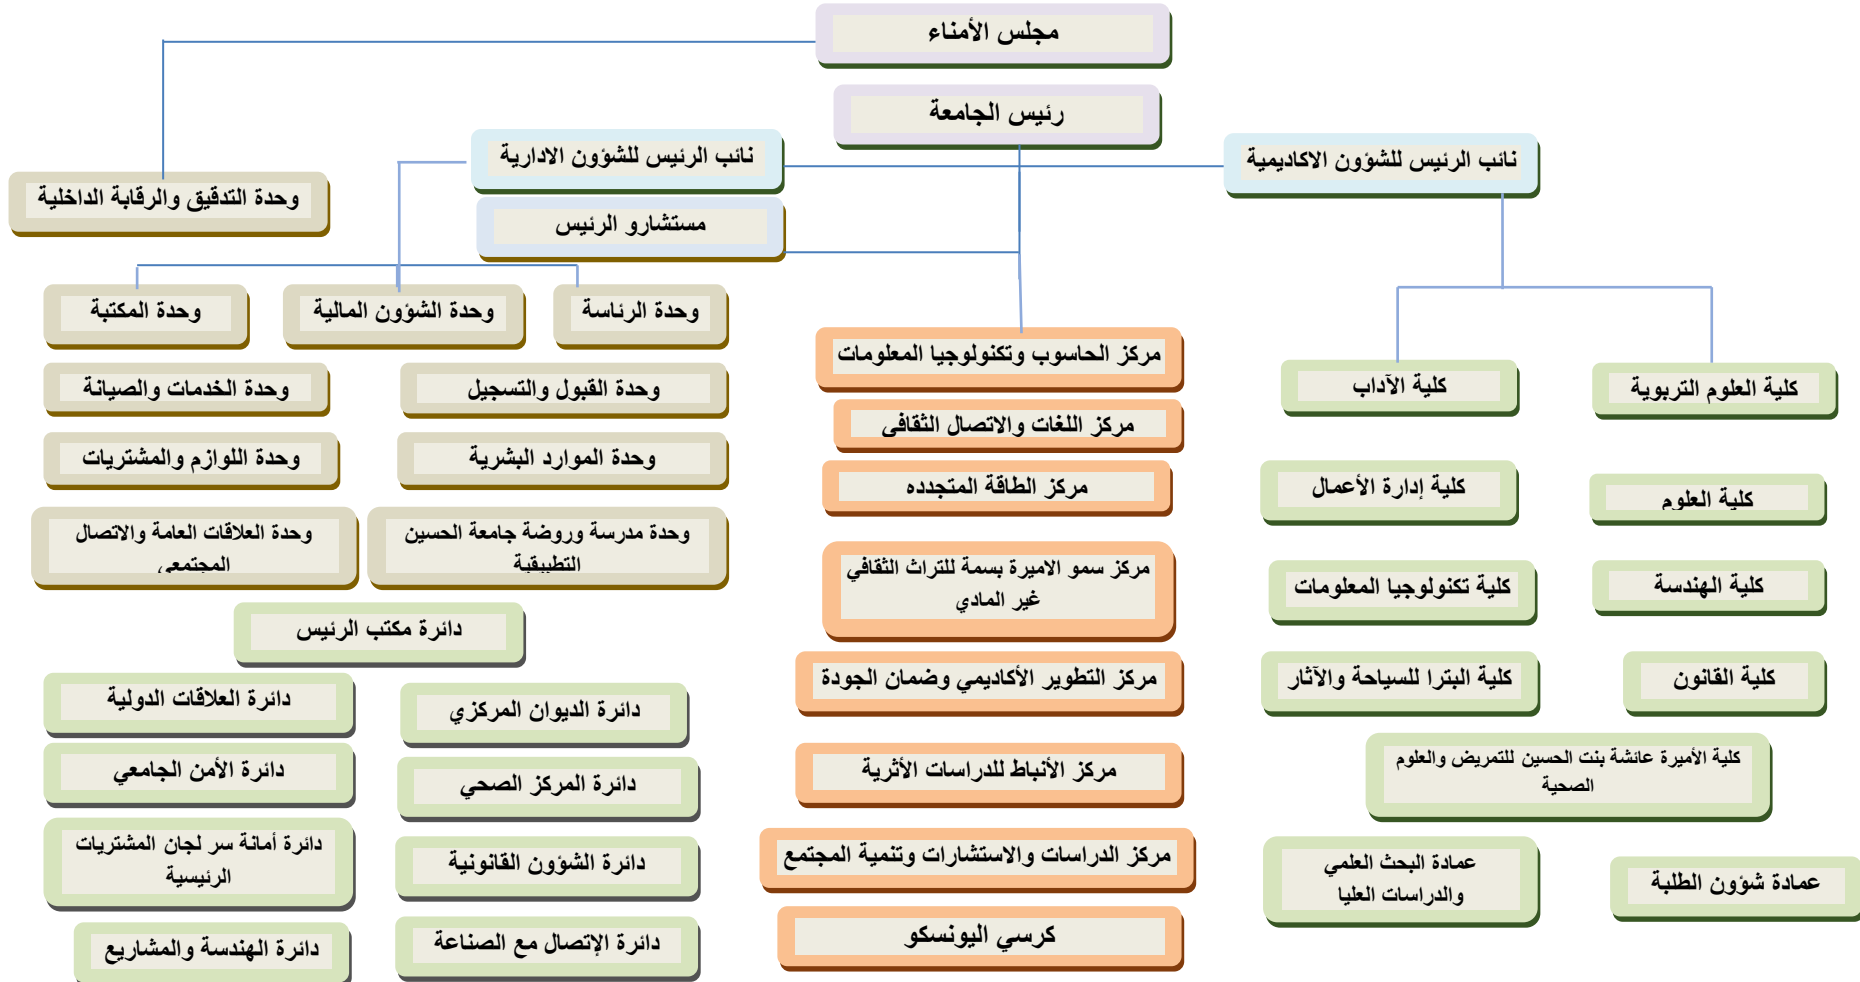 مجلس الأمناء
رئيس الجامعة
نائب الرئيس للشؤون الاكاديمية
نائب الرئيس للشؤون الادارية
وحدة التدقيق والرقابة الداخلية
مستشارو الرئيس
كلية العلوم التربوية
كلية الآداب
كلية العلوم
كلية إدارة الأعمال
كلية الهندسة
كلية تكنولوجيا المعلومات
كلية القانون
كلية البترا للسياحة والآثار
كلية الأميرة عائشة بنت الحسين للتمريض والعلوم
الصحية
عمادة شؤون الطلبة
عمادة البحث العلمي
والدراسات العليا
مركز الحاسوب وتكنولوجيا المعلومات
مركز اللغات والاتصال الثقافى
مركز الطاقة المتجدده
مركز سمو الاميرة بسمة للتراث الثقافي
غير المادي
مركز التطوير الأكاديمي وضمان الجودة
مركز الأنباط للدراسات الأثرية
مركز الدراسات والاستشارات وتنمية المجتمع
كرسي اليونسكو
وحدة الرئاسة
وحدة الشؤون المالية
وحدة المكتبة
وحدة القبول والتسجيل
وحدة الخدمات والصيانة
وحدة الموارد البشرية
وحدة اللوازم والمشتريات
وحدة مدرسة وروضة جامعة الحسين
التطبيقية
وحدة العلاقات العامة والاتصال
المجتمعي
دائرة مكتب الرئيس
دائرة الديوان المركزي
دائرة العلاقات الدولية
دائرة المركز الصحي
دائرة الأمن الجامعي
دائرة الشؤون القانونية
دائرة أمانة سر لجان المشتريات
الرئيسية
دائرة الإتصال مع الصناعة
دائرة الهندسة والمشاريع